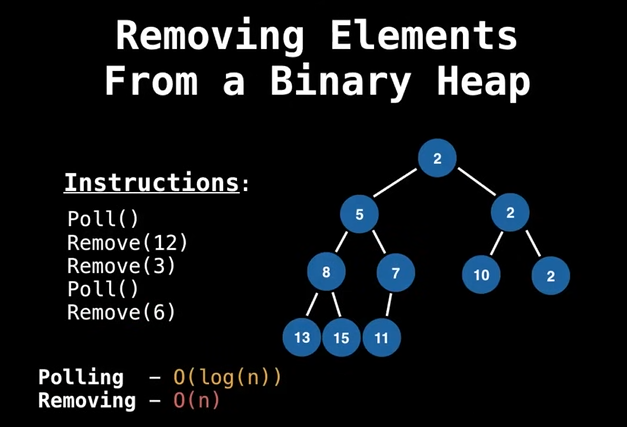 Removing Elements
From a Binary Heap
Instructions:
Poll()
Remove(12)
Remove(3)
Poll()
Remove(6)
2
5 2
8 7 10 2
13 15 11
Polling – O(log(n))
Removing – O(n)